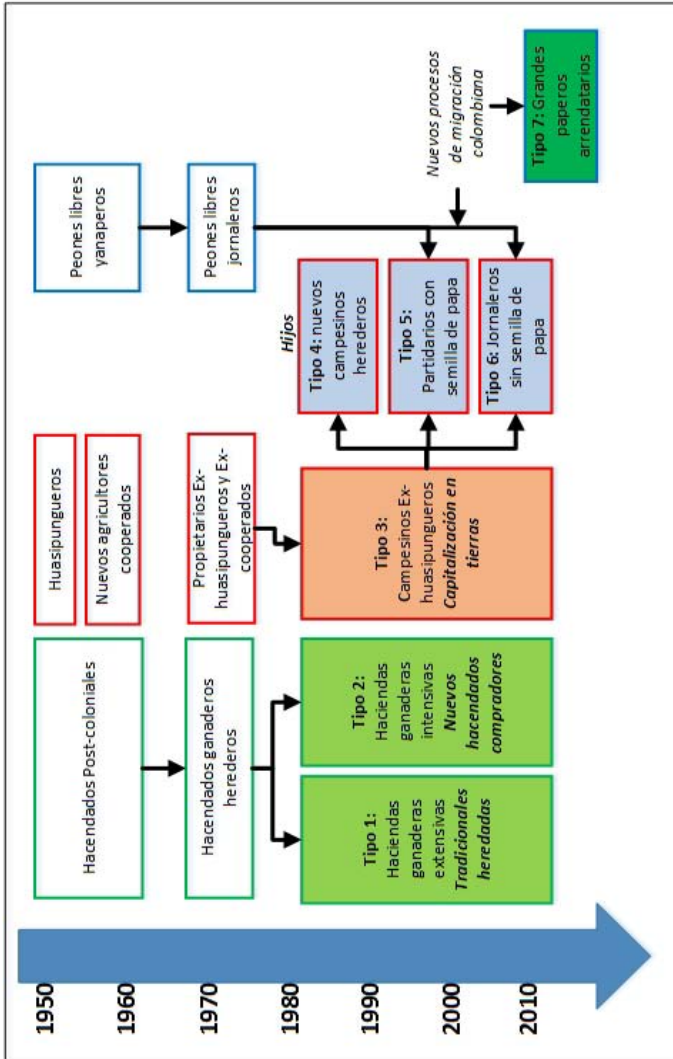 1950
1960
1970
1980
1990
2000
2010
Hacendados Post-coloniales
Hacendados ganaderos
herederos
Tipo 1:
Haciendas
ganaderas
extensivas
Tradicionales
heredadas
Tipo 2:
Haciendas
ganaderas
intensivas
Nuevos
hacendados
compradores
Huasipungueros
Nuevos agricultores
cooperados
Propietarios Ex-
huasipungueros y Ex-
cooperados
Tipo 3:
Campesinos Ex-
huasipungueros
Capitalización en
tierras
Peones libres
yanaperos
Peones libres
jornaleros
Hijos
Tipo 4: nuevos
campesinos
herederos
Tipo 5:
Partidarios con
semilla de papa
Tipo 6: Jornaleros
sin semilla de
papa
Nuevos procesos
de migración
colombiana
Tipo 7: Grandes
paperos
arrendatarios